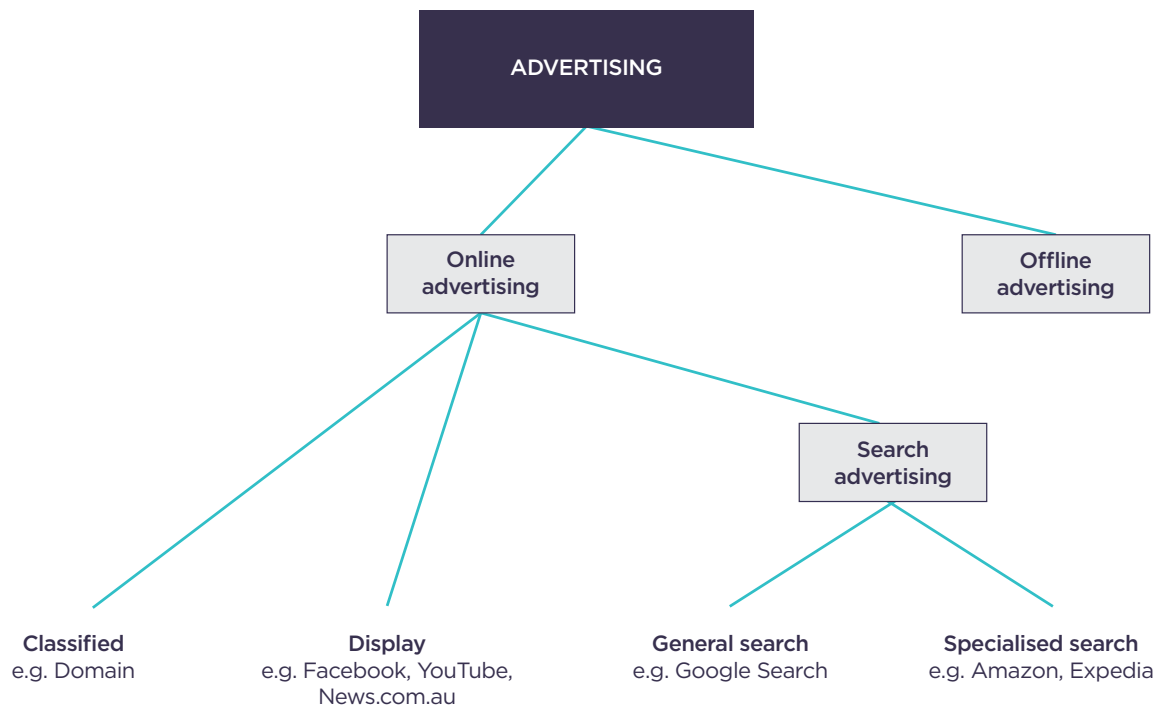 ADVERTISING
Online
advertising
Offline
advertising
Search
advertising
Classified
e.g. Domain
Display
e.g. Facebook, YouTube,
News.com.au
General search
e.g. Google Search
Specialised search
e.g. Amazon, Expedia